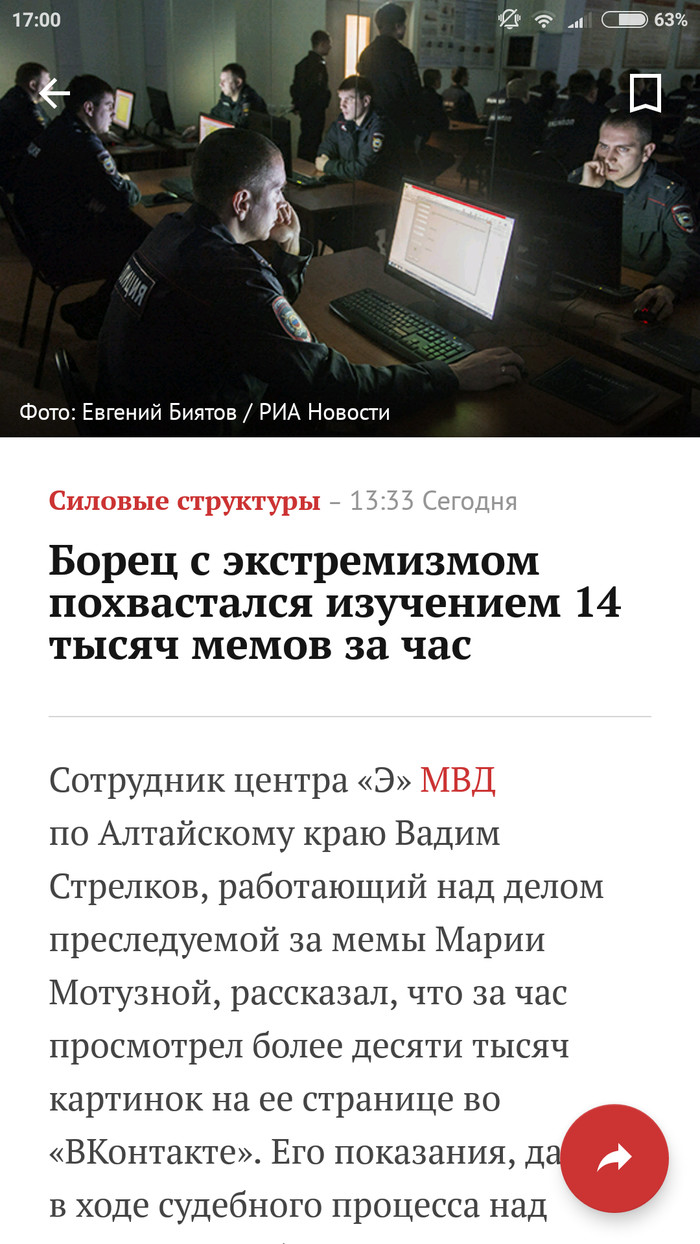 17:00
63%
ПОЛИЦИЯ
Фото: Евгений Биятов / РИА Новости
Силовые структуры – 13:33 Сегодня
Борец с экстремизмом
похвастался изучением 14
тысяч мемов за час
Сотрудник центра «Э» МВД
по Алтайскому краю Вадим
Стрелков, работающий над делом
преследуемой за мемы Марии
Мотузной, рассказал, что за час
просмотрел более десяти тысяч
картинок на ее странице во
«ВКонтакте». Его показания, да
в ходе судебного процесса над